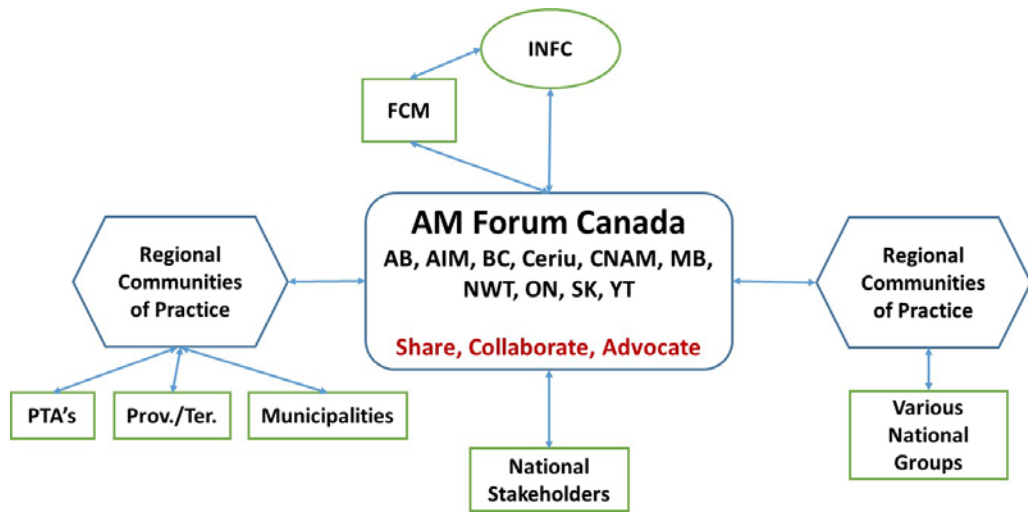 INFC
FCM
AM Forum Canada
AB, AIM, BC, Ceriu, CNAM, MB,
NWT, ON, SK, YT
Share, Collaborate, Advocate
Regional
Communities
of Practice
Regional
Communities
of Practice
PTA's
Prov./Ter.
Municipalities
National
Stakeholders
Various
National
Groups